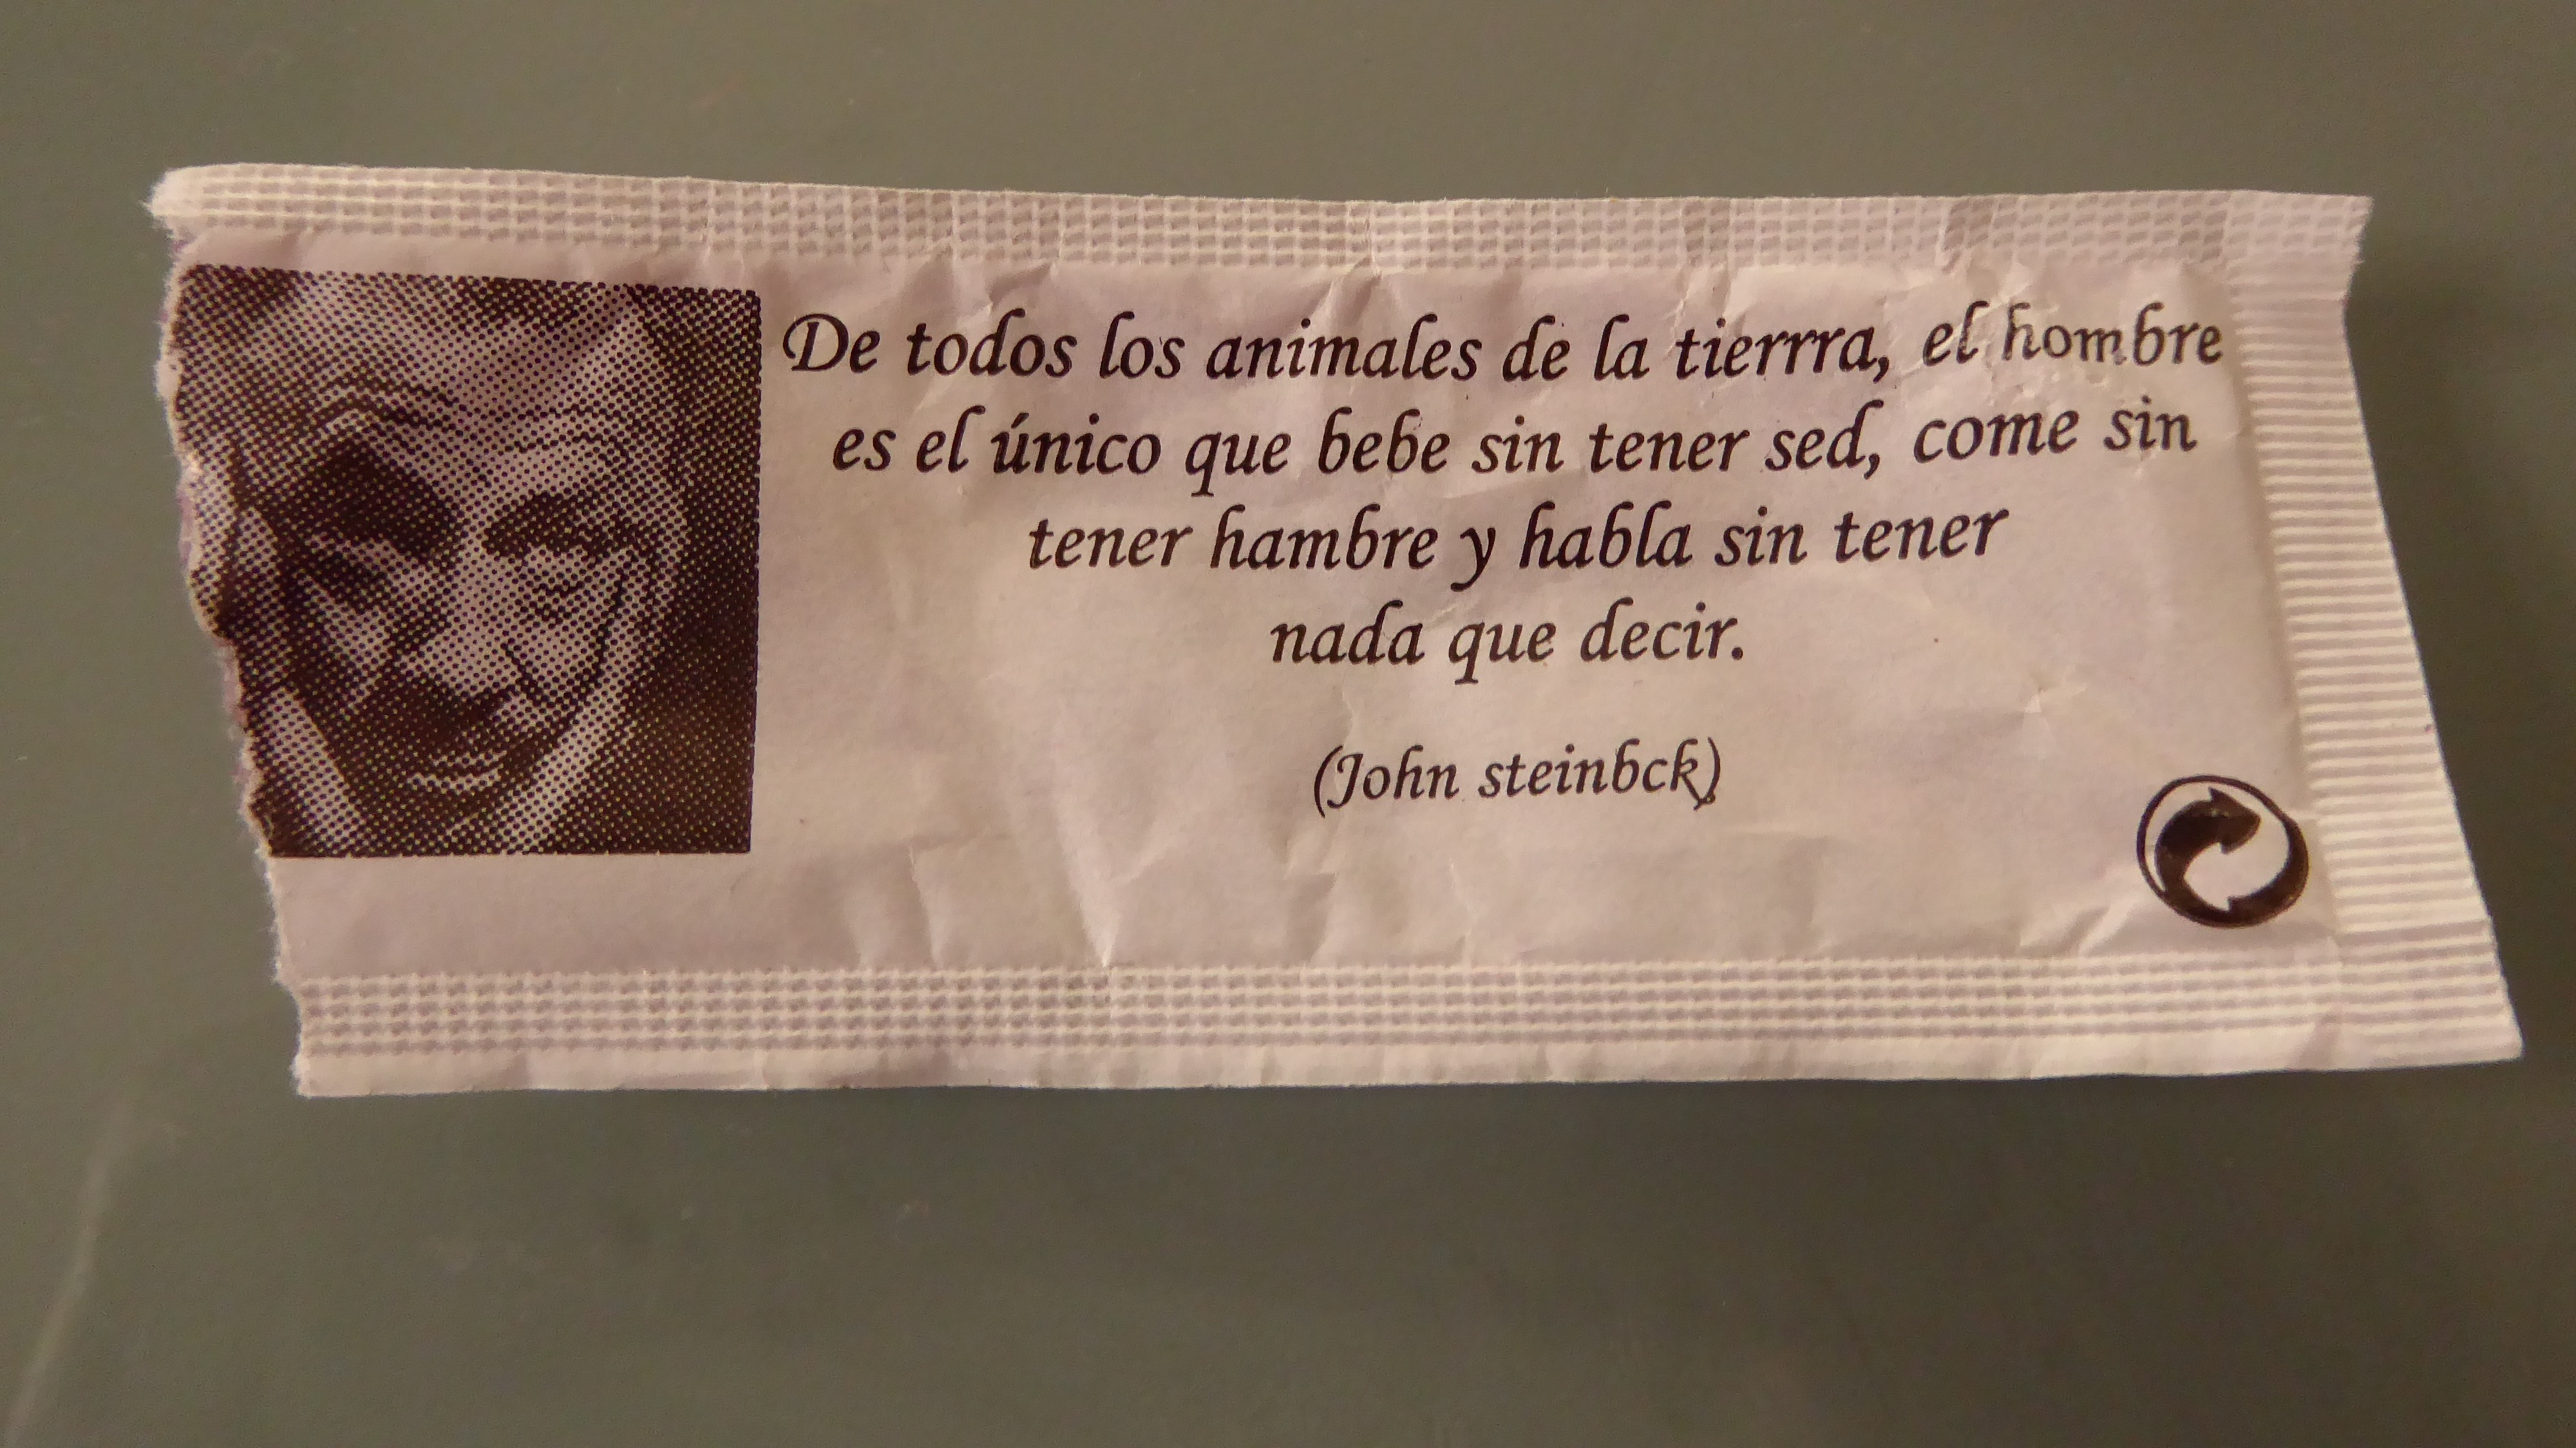 De todos los animales de la tierrra, el hombre
es el único que bebe sin tener sed, come sin
tener hambre y habla sin tener
nada que decir.
(John steinbck)